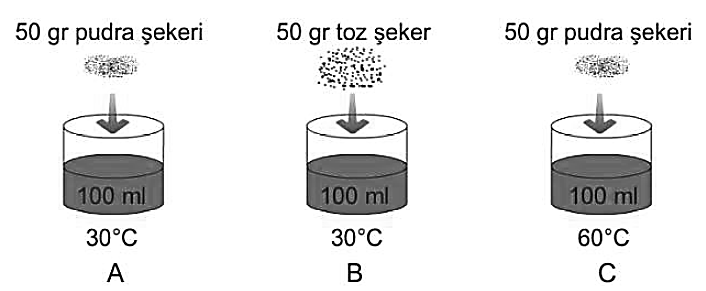 50 gr pudra şekeri 50 gr toz şeker 50 gr pudra şekeri
100 ml 100 ml 100 ml
30°C 30°C 60°C
A B C